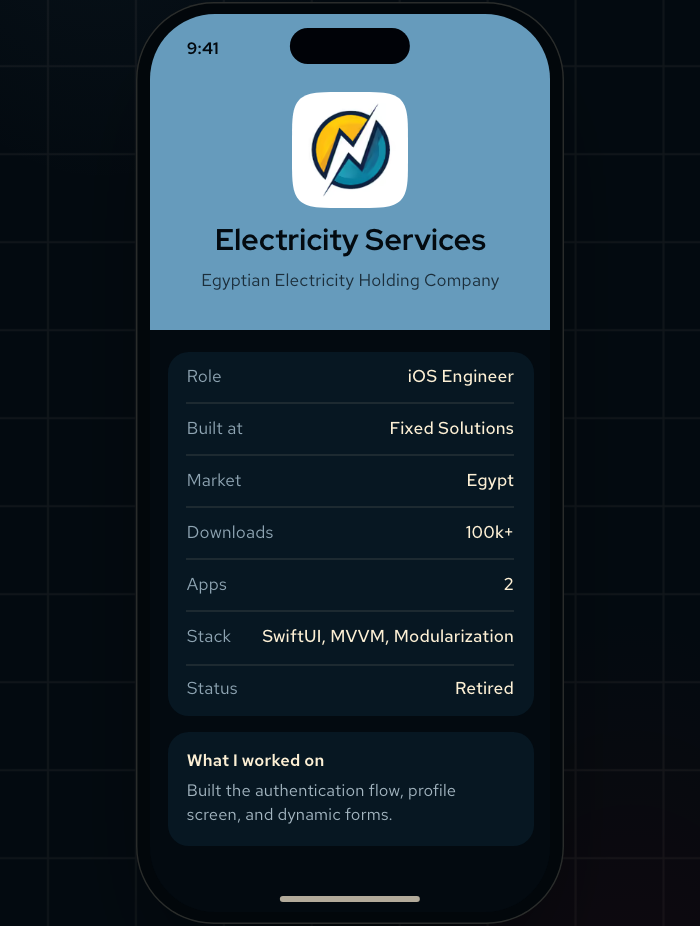 9:41
Electricity Services
Egyptian Electricity Holding Company
Role iOS Engineer
Built at Fixed Solutions
Market Egypt
Downloads 100k+
Apps 2
Stack SwiftUI, MVVM, Modularization
Status Retired
What I worked on
Built the authentication flow, profile
screen, and dynamic forms.